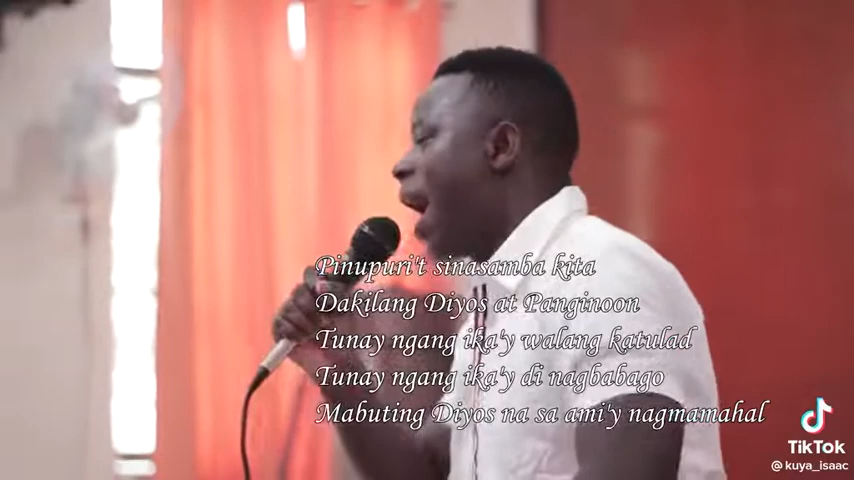 Pinupuri't sinasamba kita
Dakilang Diyos at Panginoon
Tunay ngang ika'y walang katulad
Tunay ngang ika'y di nagbabago
Mabuting Diyos na sa ami'y nagmamahal
TikTok
@kuya_isaac